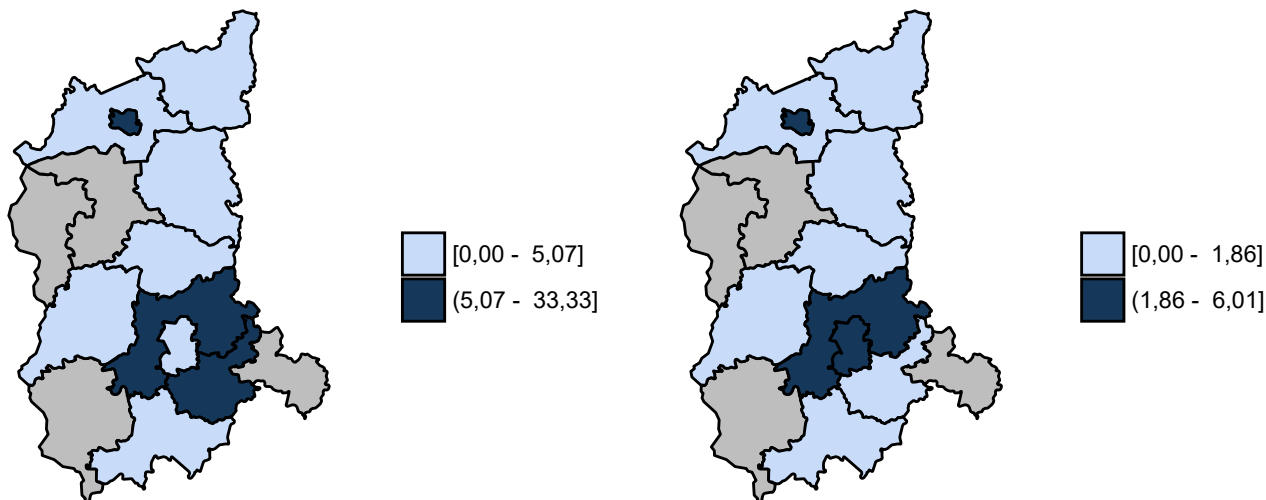 [0,00 -  5,07]
(5,07 -  33,33]
[0,00 -  1,86]
(1,86 -  6,01]